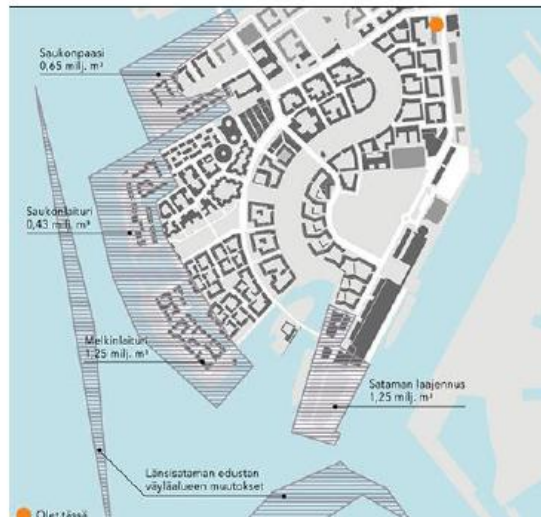 Saukonpaasi
0,65 milj. m³
Saukonlaituri
0,43 milj. m³
Melkinlaituri
1,25 milj. m³
Sataman laajennus
1,25 milj. m³
Länsisataman edustan
väyläalueen muutokset
Olet tässä